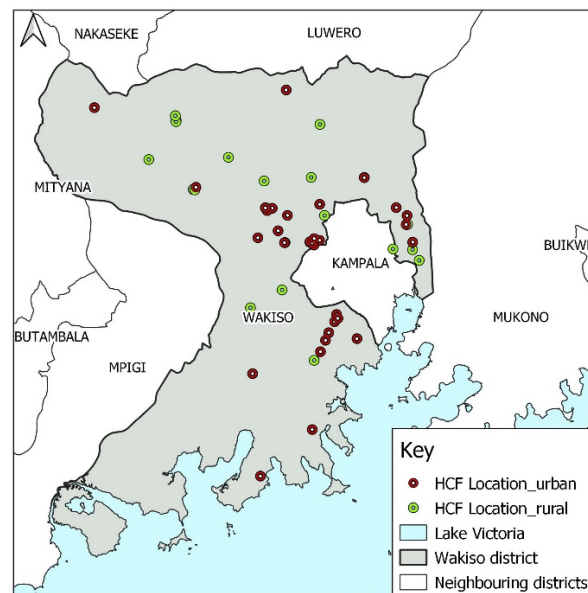 NAKASEKE
LUWERO
MITYANA
BUIKWE
KAMPALA
WAKISO
MUKONO
BUTAMBALA
MPIGI
Key
HCF Location_urban
HCF Location_rural
Lake Victoria
Wakiso district
Neighbouring districts